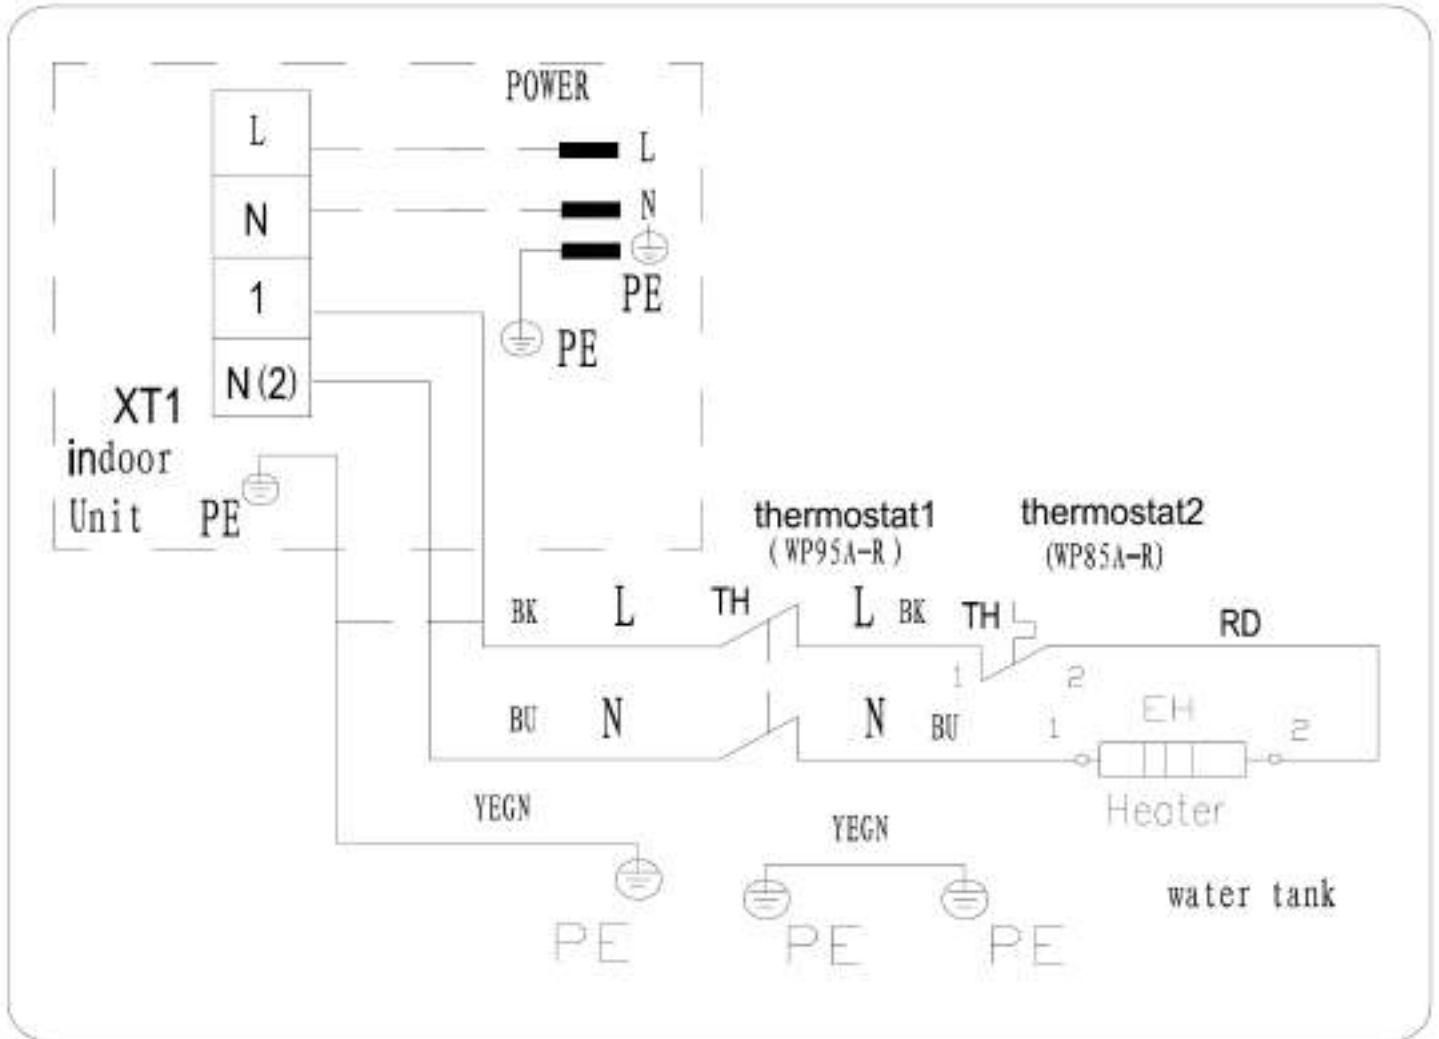 POWER
L
L
N
N
PE
1
PE
N(2)
XT1
indoor
Unit PE
thermostat1
(WP95A-R)
thermostat2
(WP85A-R)
BK L TH L BK TH RD
1 2
BU N N BU 1 EH 2
Heater
YEGN
YEGN
water tank
PE PE PE